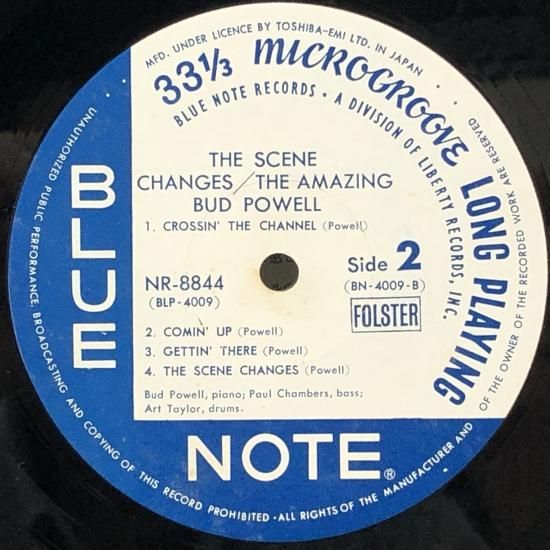 MFD. UNDER LICENCE BY TOSHIBA-EMI LTD. IN JAPAN
33 1/3 MICROGROOVE LONG PLAYING
BLUE NOTE RECORDS • A DIVISION OF LIBERTY RECORDS, INC.
THE SCENE
CHANGES/THE AMAZING
BUD POWELL
1. CROSSIN' THE CHANNEL (Powell)
NR-8844
(BLP-4009)
Side 2
(BN-4009-B)
FOLSTER
2. COMIN' UP (Powell)
3. GETTIN' THERE (Powell)
4. THE SCENE CHANGES (Powell)
Bud Powell, piano; Paul Chambers, bass;
Art Taylor, drums.
BLUE
NOTE®
UNAUTHORIZED PUBLIC PERFORMANCE, BROADCASTING AND COPYING OF THIS RECORD PROHIBITED • ALL RIGHTS OF THE MANUFACTURER AND OF THE OWNER OF THE RECORDED WORK ARE RESERVED